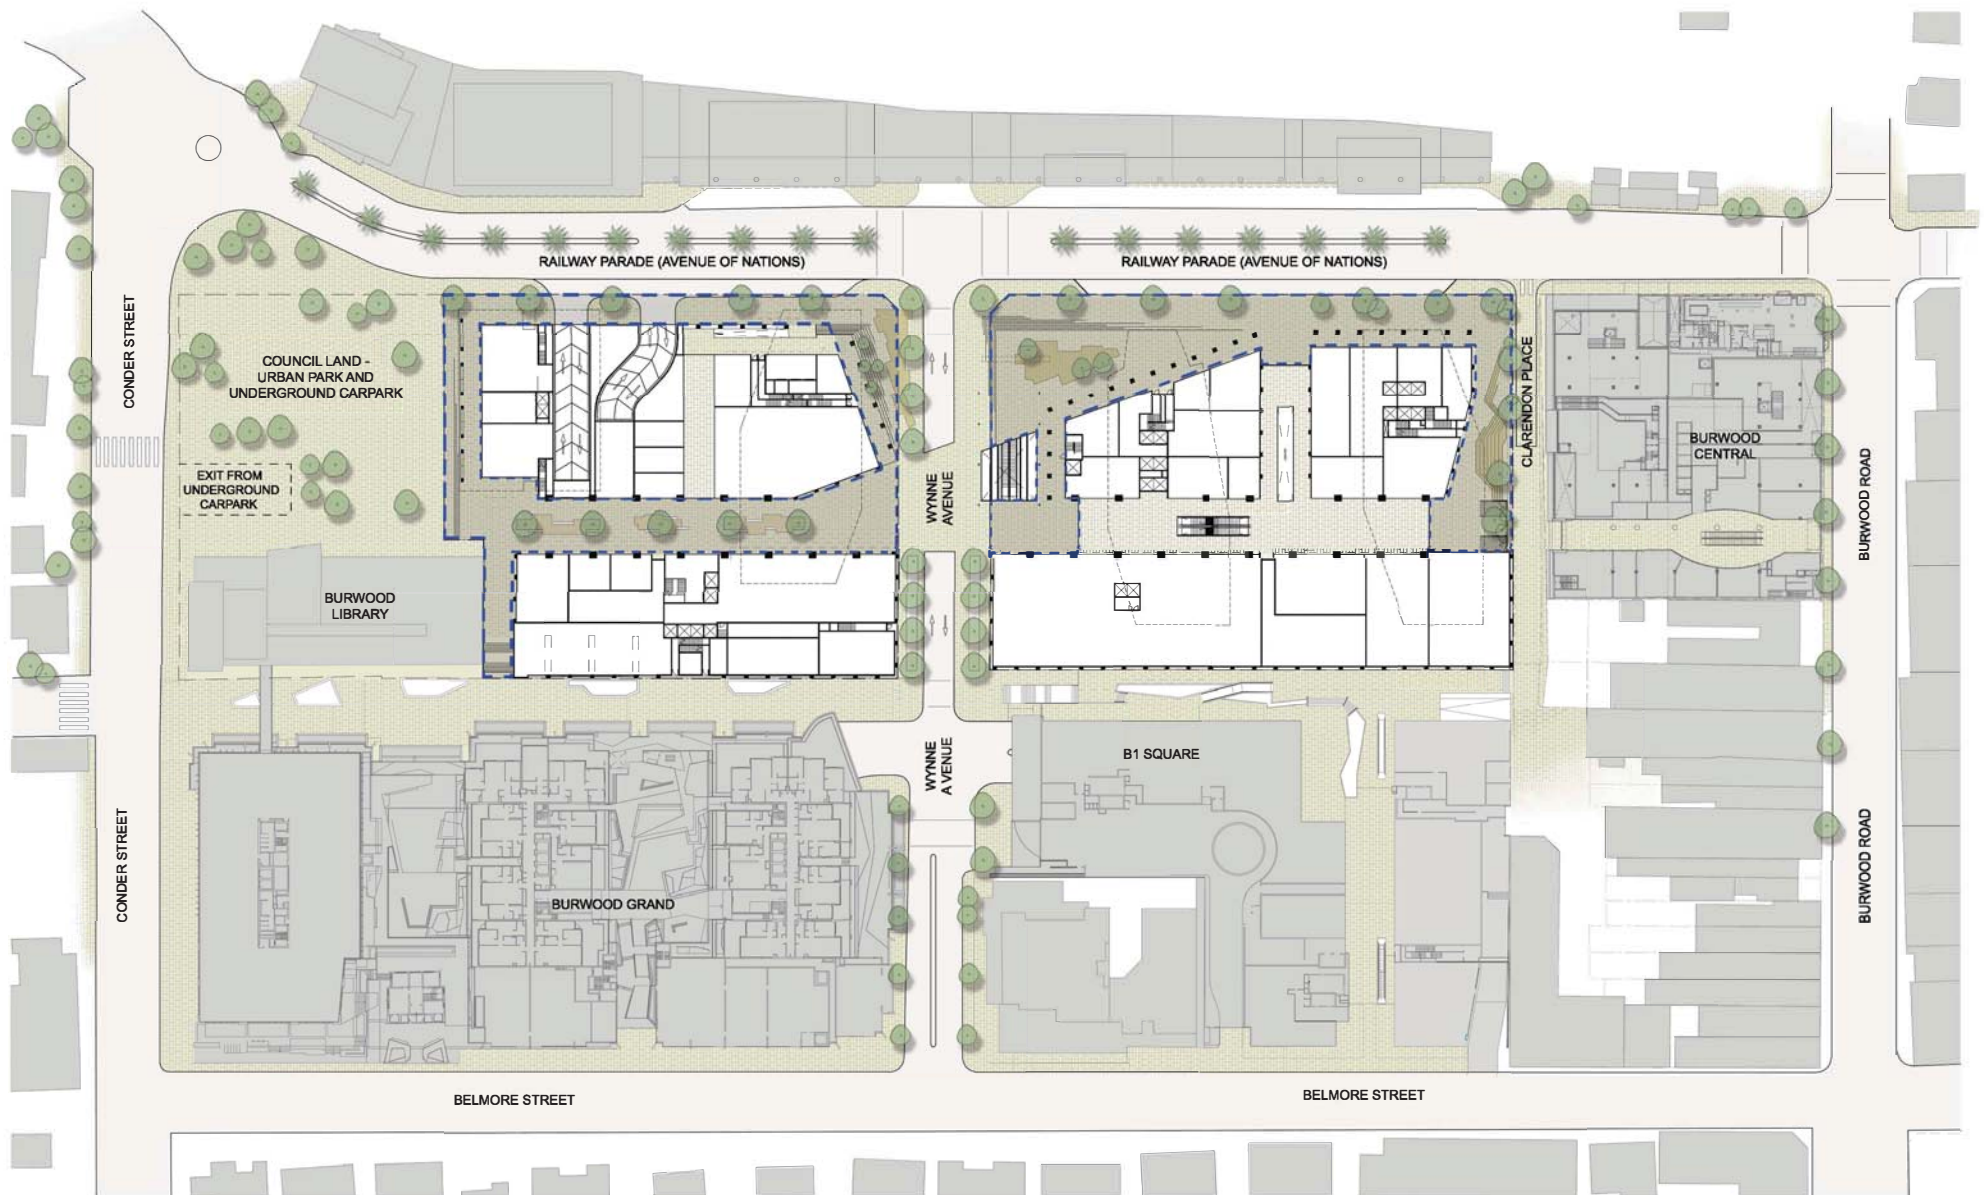 RAILWAY PARADE (AVENUE OF NATIONS)
RAILWAY PARADE (AVENUE OF NATIONS)
CONDER STREET
COUNCIL LAND -
URBAN PARK AND
UNDERGROUND CARPARK
EXIT FROM
UNDERGROUND
CARPARK
WYNNE
AVENUE
CLARENDON PLACE
BURWOOD
CENTRAL
BURWOOD ROAD
BURWOOD
LIBRARY
WYNNE
AVENUE
B1 SQUARE
CONDER STREET
BURWOOD GRAND
BURWOOD ROAD
BELMORE STREET
BELMORE STREET